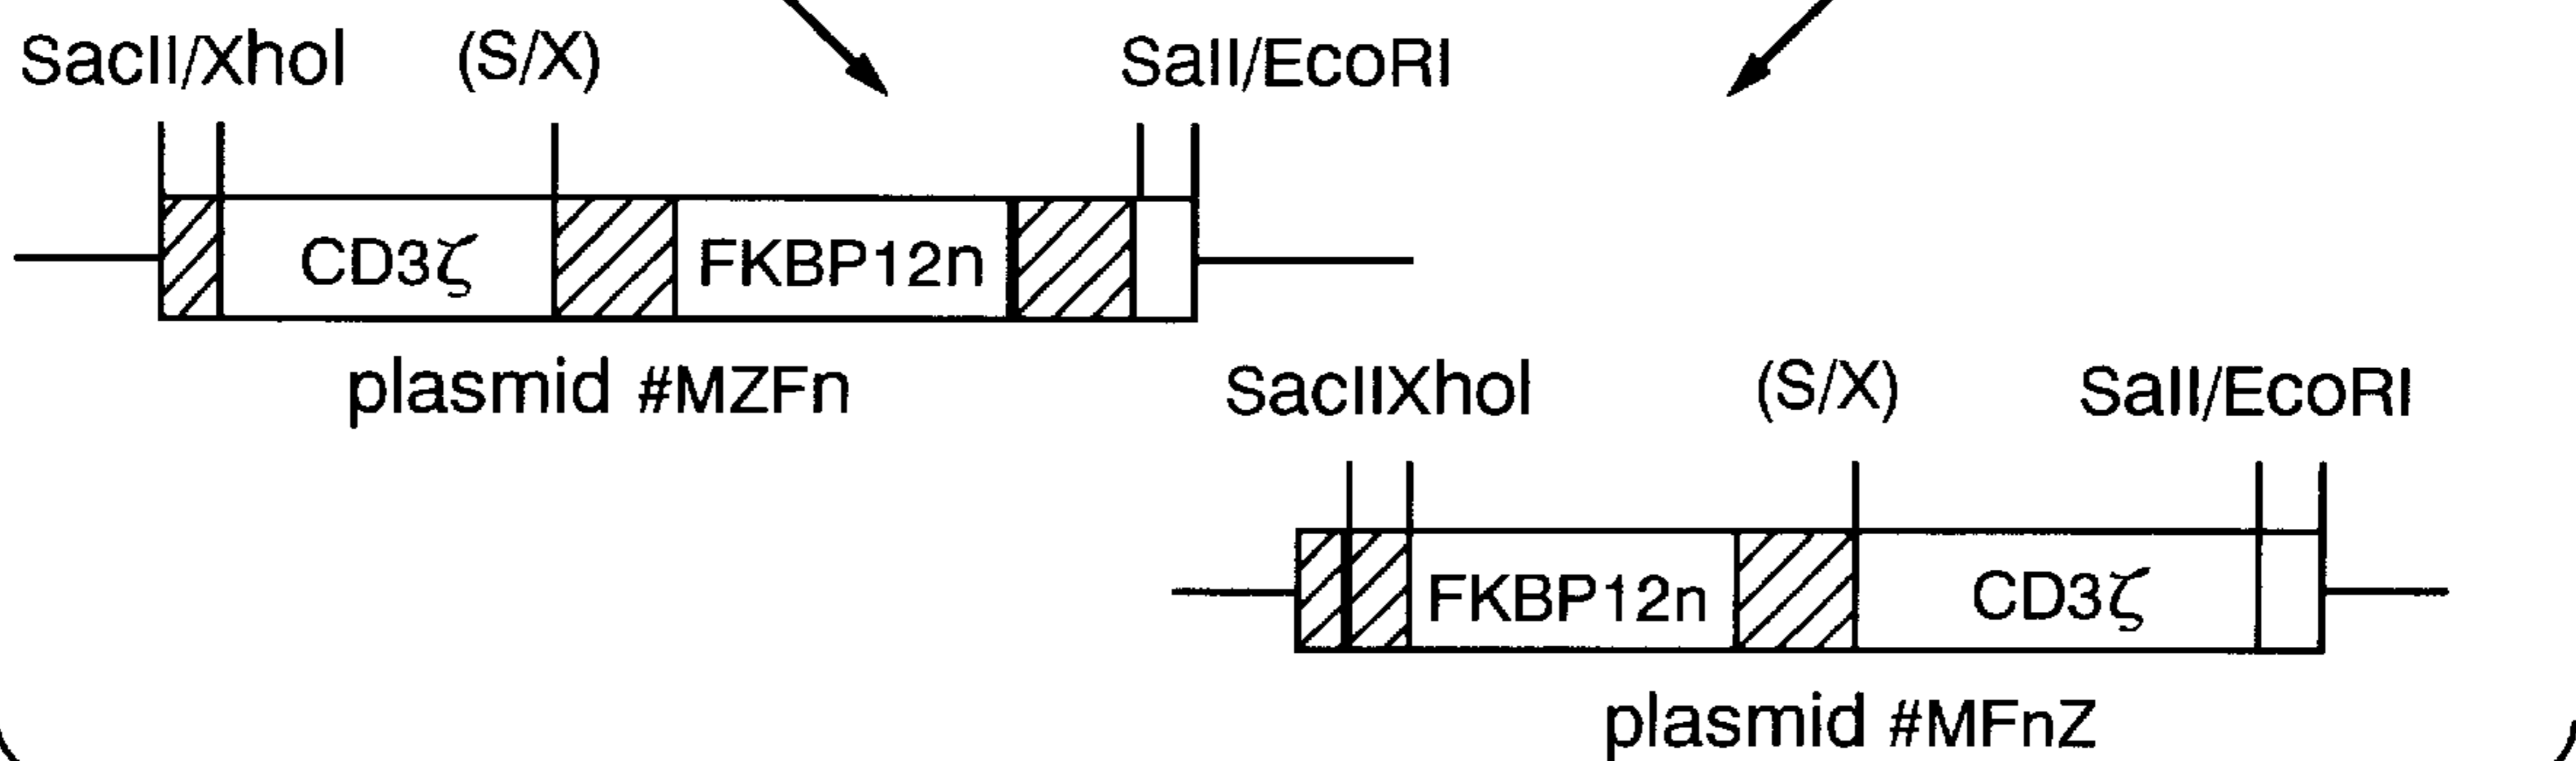 SacII/XhoI (S/X) SalI/EcoRI
CD3ζ FKBP12n
plasmid #MZFn
SacIIXhoI (S/X) SalI/EcoRI
FKBP12n CD3ζ
plasmid #MFnZ